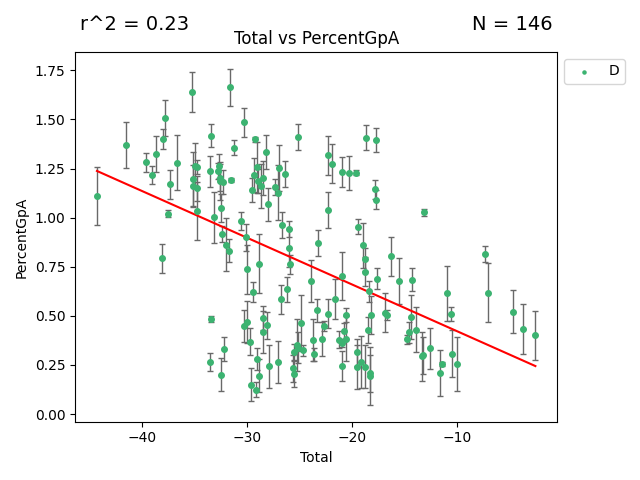 r^2 = 0.23
N = 146
Total vs PercentGpA
D
1.75
1.50
1.25
1.00
0.75
0.50
0.25
0.00
PercentGpA
−40
−30
−20
−10
Total